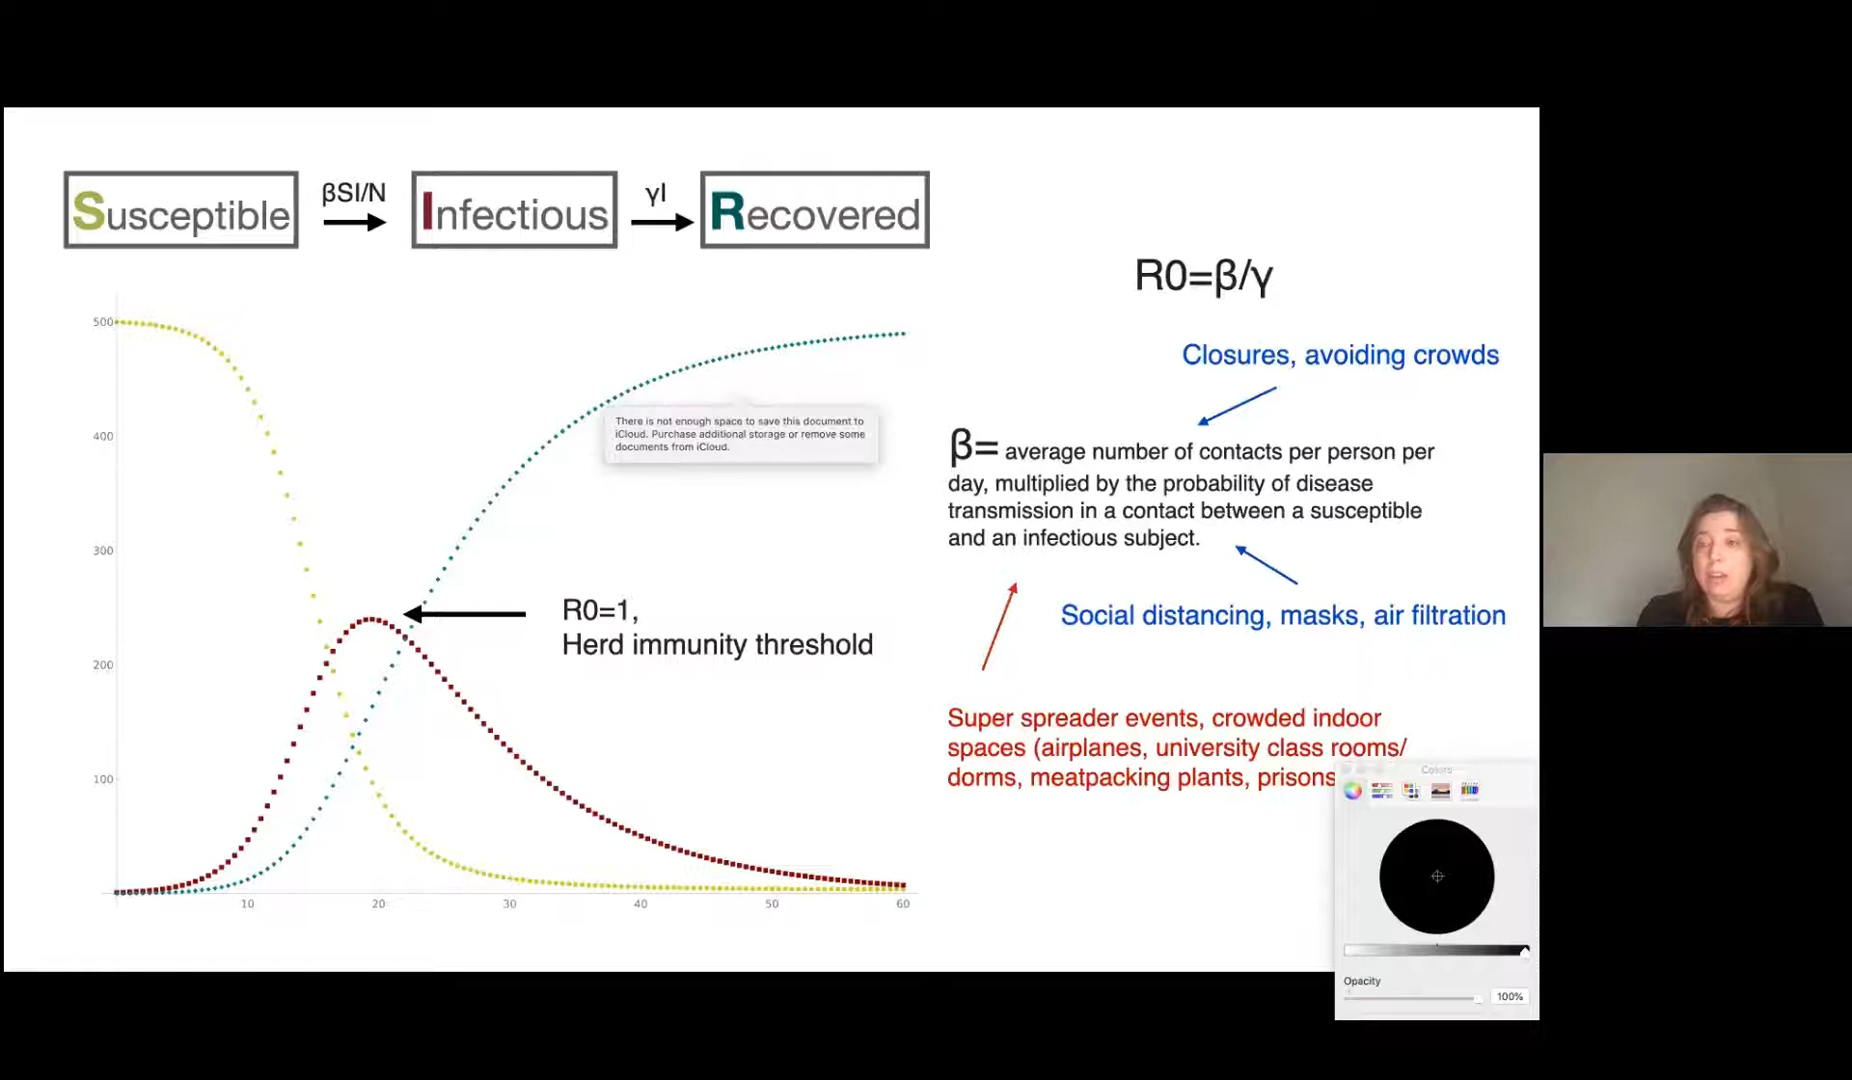 Susceptible
βSI/N
Infectious
γI
Recovered
R0=β/γ
Closures, avoiding crowds
β= average number of contacts per person per
day, multiplied by the probability of disease
transmission in a contact between a susceptible
and an infectious subject.
Social distancing, masks, air filtration
Super spreader events, crowded indoor
spaces (airplanes, university class rooms/
dorms, meatpacking plants, prisons
500
400
300
200
100
10
20
30
40
50
60
There is not enough space to save this document to
iCloud. Purchase additional storage or remove some
documents from iCloud.
R0=1,
Herd immunity threshold
Colors
Opacity
100%